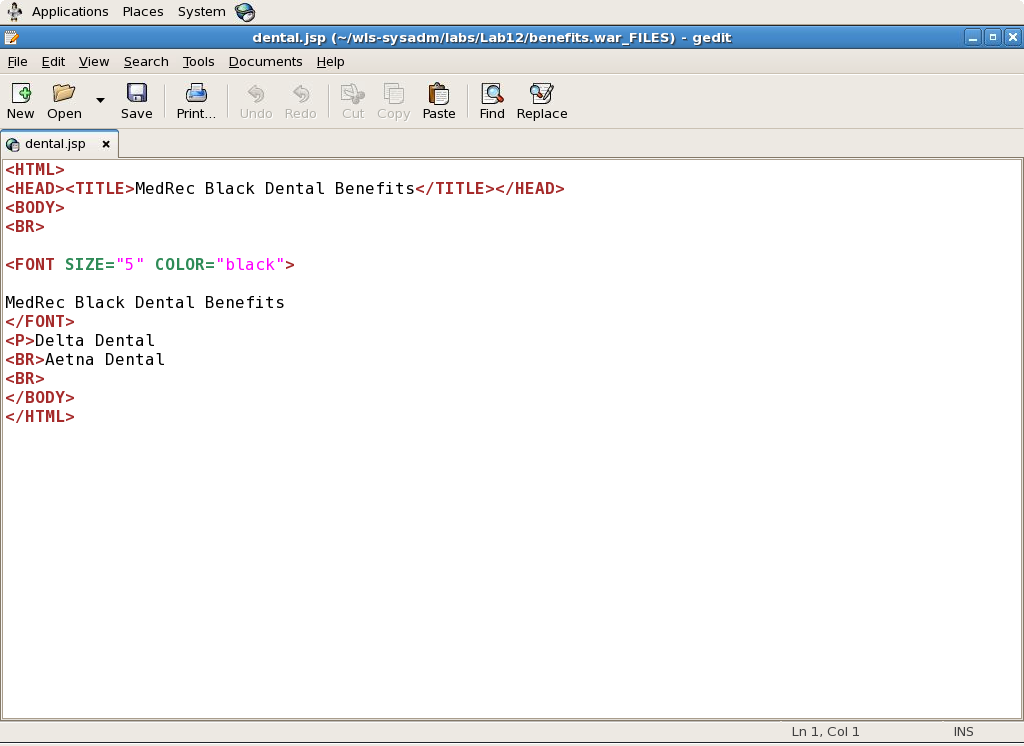 Applications Places System
dental.jsp (~/wls-sysadm/labs/Lab12/benefits.war_FILES) - gedit
File Edit View Search Tools Documents Help
New Open Save Print... Undo Redo Cut Copy Paste Find Replace
dental.jsp
<HTML>
<HEAD><TITLE>MedRec Black Dental Benefits</TITLE></HEAD>
<BODY>
<BR>
<FONT SIZE="5" COLOR="black">
MedRec Black Dental Benefits
</FONT>
<P>Delta Dental
<BR>Aetna Dental
<BR>
</BODY>
</HTML>
Ln 1, Col 1 INS